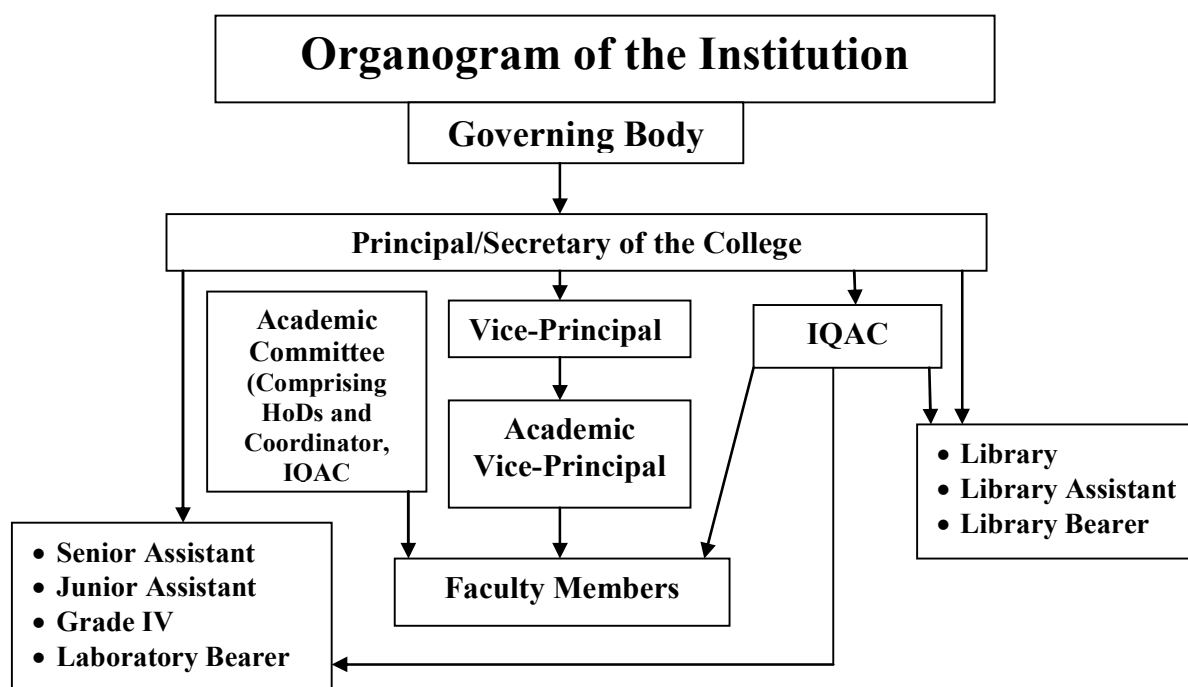 Organogram of the Institution
Governing Body
Principal/Secretary of the College
Academic
Committee
(Comprising
HoDs and
Coordinator,
IOAC
Vice-Principal
IQAC
Academic
Vice-Principal
• Library
• Library Assistant
• Library Bearer
• Senior Assistant
• Junior Assistant
• Grade IV
• Laboratory Bearer
Faculty Members